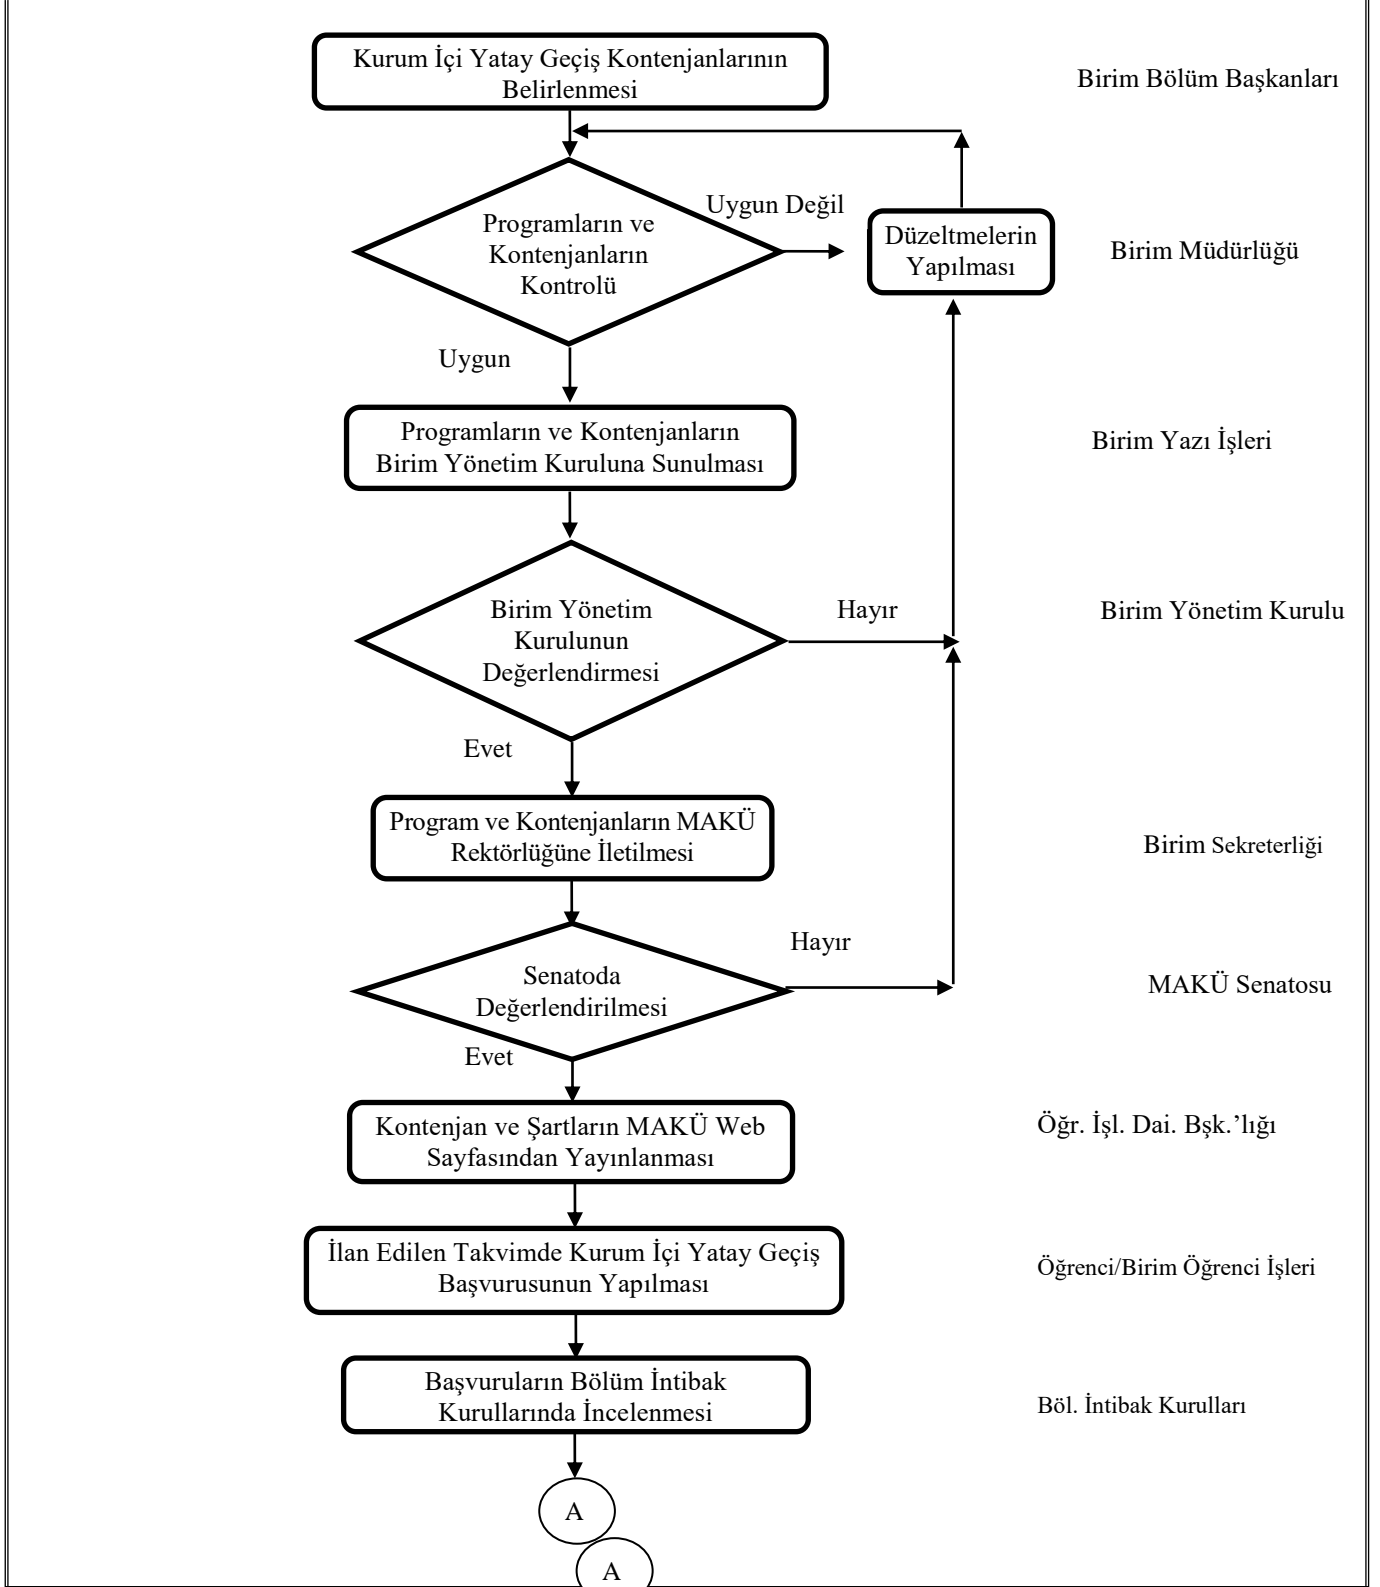 Kurum İçi Yatay Geçiş Kontenjanlarının
Belirlenmesi
Birim Bölüm Başkanları
Uygun Değil
Programların ve
Kontenjanların
Kontrolü
Düzeltmelerin
Yapılması
Birim Müdürlüğü
Uygun
Programların ve Kontenjanların
Birim Yönetim Kuruluna Sunulması
Birim Yazı İşleri
Birim Yönetim
Kurulunun
Değerlendirmesi
Hayır
Birim Yönetim Kurulu
Evet
Program ve Kontenjanların MAKÜ
Rektörlüğüne İletilmesi
Birim Sekreterliği
Hayır
Senatoda
Değerlendirilmesi
MAKÜ Senatosu
Evet
Kontenjan ve Şartların MAKÜ Web
Sayfasından Yayınlanması
Öğr. İşl. Dai. Bşk.’lığı
İlan Edilen Takvimde Kurum İçi Yatay Geçiş
Başvurusunun Yapılması
Öğrenci/Birim Öğrenci İşleri
Başvuruların Bölüm İntibak
Kurullarında İncelenmesi
Böl. İntibak Kurulları
A
A